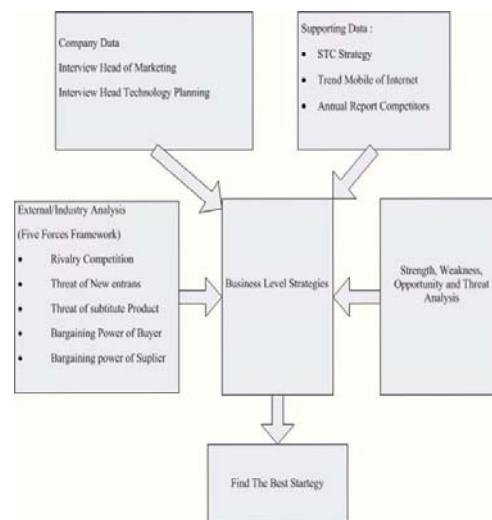 Company Data
Interview Head of Marketing
Interview Head Technology Planning
Supporting Data :
• STC Strategy
• Trend Mobile of Internet
• Annual Report Competitors
External/Industry Analysis
(Five Forces Framework)
• Rivalry Competition
• Threat of New entrans
• Threat of subtitute Product
• Bargaining Power of Buyer
• Bargaining power of Suplier
Business Level Strategies
Strength, Weakness,
Opportunity and Threat
Analysis
Find The Best Startegy